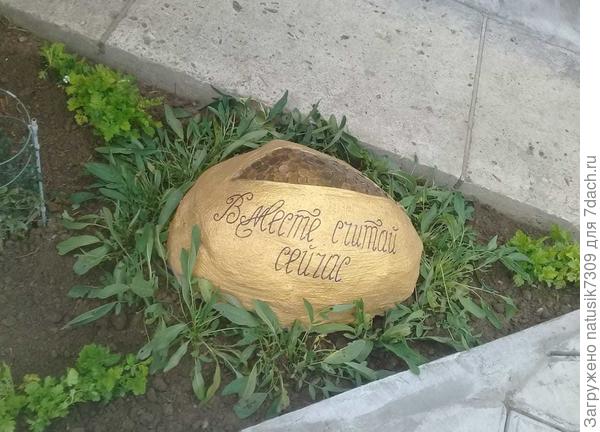 Вместе считай
сейчас
Загружено natusik7309 для 7dach.ru